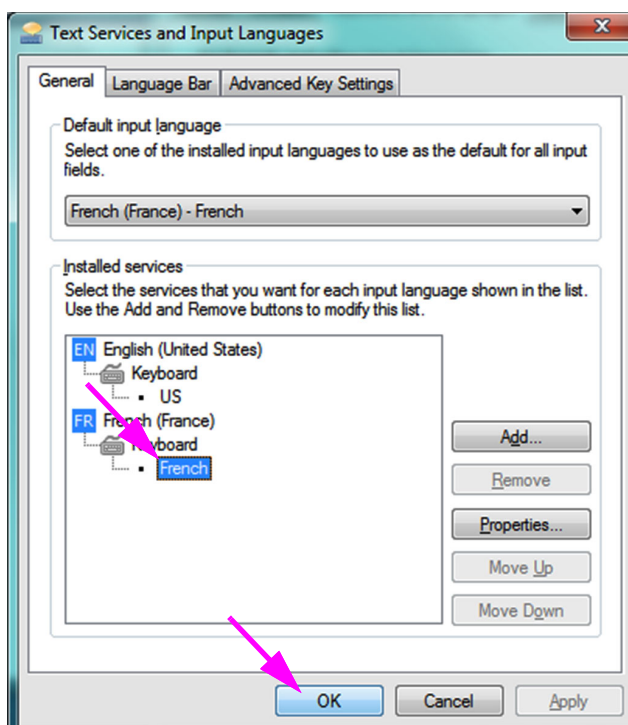 Text Services and Input Languages
General
Language Bar
Advanced Key Settings
Default input language
Select one of the installed input languages to use as the default for all input
fields.
French (France) - French
Installed services
Select the services that you want for each input language shown in the list.
Use the Add and Remove buttons to modify this list.
EN English (United States)
Keyboard
US
FR French (France)
Keyboard
French
Add...
Remove
Properties...
Move Up
Move Down
OK
Cancel
Apply